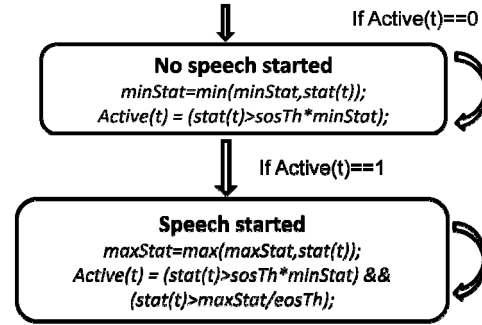 If Active(t)==0
No speech started
minStat=min(minStat,stat(t));
Active(t) = (stat(t)>sosTh*minStat);
If Active(t)==1
Speech started
maxStat=max(maxStat,stat(t));
Active(t) = (stat(t)>sosTh*minStat) &&
(stat(t)>maxStat/eosTh);